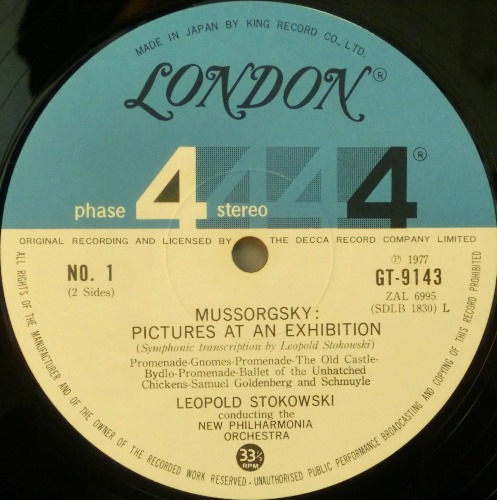 MADE IN JAPAN BY KING RECORD CO., LTD.
LONDON®
phase 4 stereo 4 4 4®
ORIGINAL RECORDING AND LICENSED BY THE DECCA RECORD COMPANY LIMITED
NO. 1
(2 Sides)
Ⓟ 1977
GT-9143
ZAL 6995
(SDLB 1830) L
MUSSORGSKY:
PICTURES AT AN EXHIBITION
(Symphonic transcription by Leopold Stokowski)
Promenade-Gnomes-Promenade-The Old Castle-
Bydlo-Promenade-Ballet of the Unhatched
Chickens-Samuel Goldenberg and Schmuyle
LEOPOLD STOKOWSKI
conducting the
NEW PHILHARMONIA
ORCHESTRA
33⅓
RPM
ALL RIGHTS OF THE MANUFACTURER AND OF THE OWNER OF THE RECORDED WORK RESERVED · UNAUTHORISED PUBLIC PERFORMANCE BROADCASTING AND COPYING OF THIS RECORD PROHIBITED